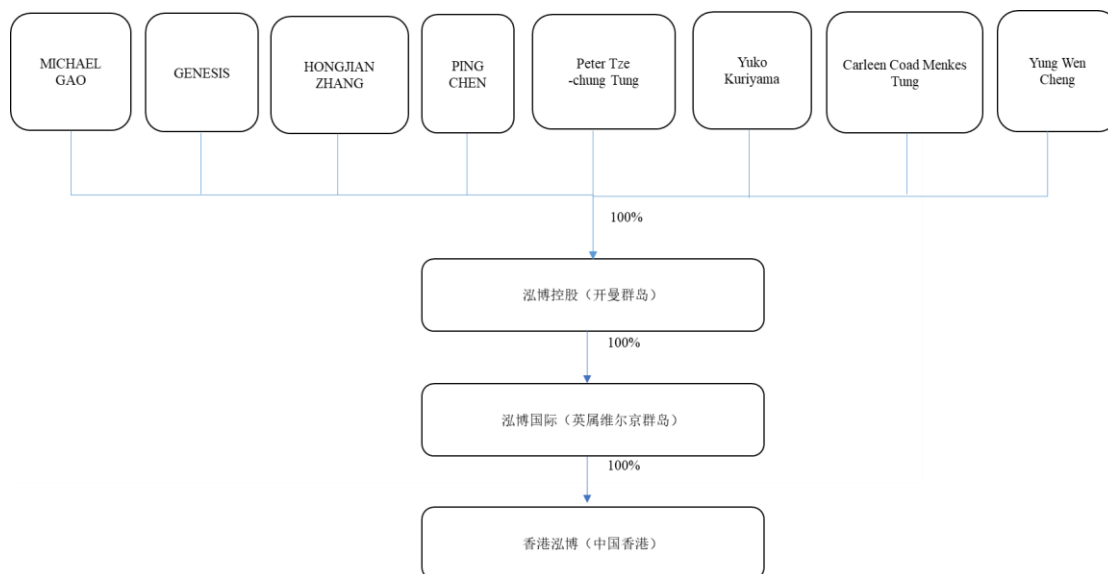 MICHAEL
GAO
GENESIS
HONGJIAN
ZHANG
PING
CHEN
Peter Tze
-chung Tung
Yuko
Kuriyama
Carleen Coad Menkes
Tung
Yung Wen
Cheng
100%
泓博控股（开曼群岛）
100%
泓博国际（英属维尔京群岛）
100%
香港泓博（中国香港）